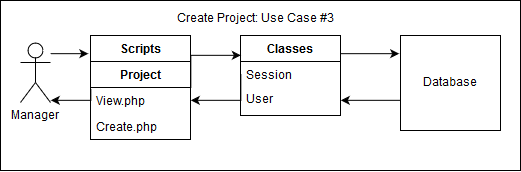 Create Project: Use Case #3
Scripts
Classes
Project
Session
Database
View.php
User
Manager
Create.php